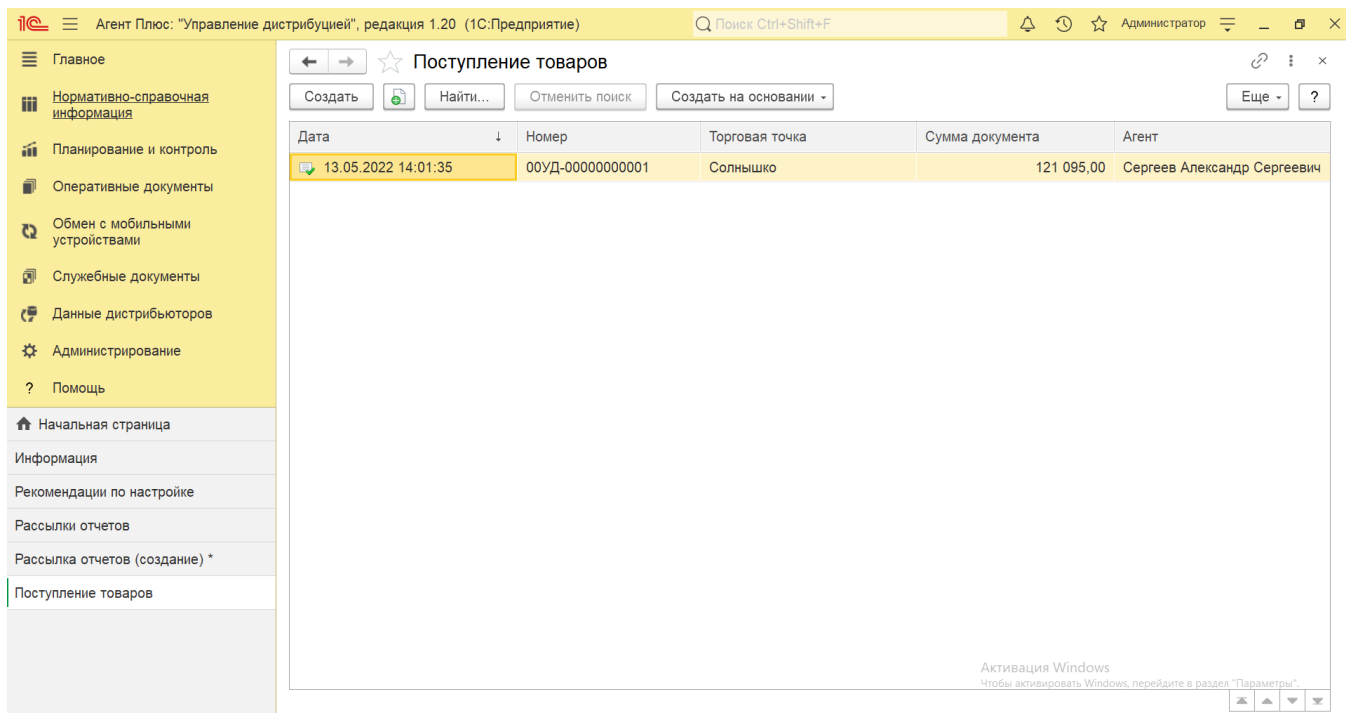 1С Агент Плюс: "Управление дистрибуцией", редакция 1.20 (1С:Предприятие) Поиск Ctrl+Shift+F Администратор
Главное
Нормативно-справочная
информация
Планирование и контроль
Оперативные документы
Обмен с мобильными
устройствами
Служебные документы
Данные дистрибьюторов
Администрирование
? Помощь
Начальная страница
Информация
Рекомендации по настройке
Рассылки отчетов
Рассылка отчетов (создание) *
Поступление товаров
Поступление товаров
Создать Найти... Отменить поиск Создать на основании Еще ?
Дата ↓ Номер Торговая точка Сумма документа Агент
13.05.2022 14:01:35 00УД-00000000001 Солнышко 121 095,00 Сергеев Александр Сергеевич
Активация Windows
Чтобы активировать Windows, перейдите в раздел "Параметры".